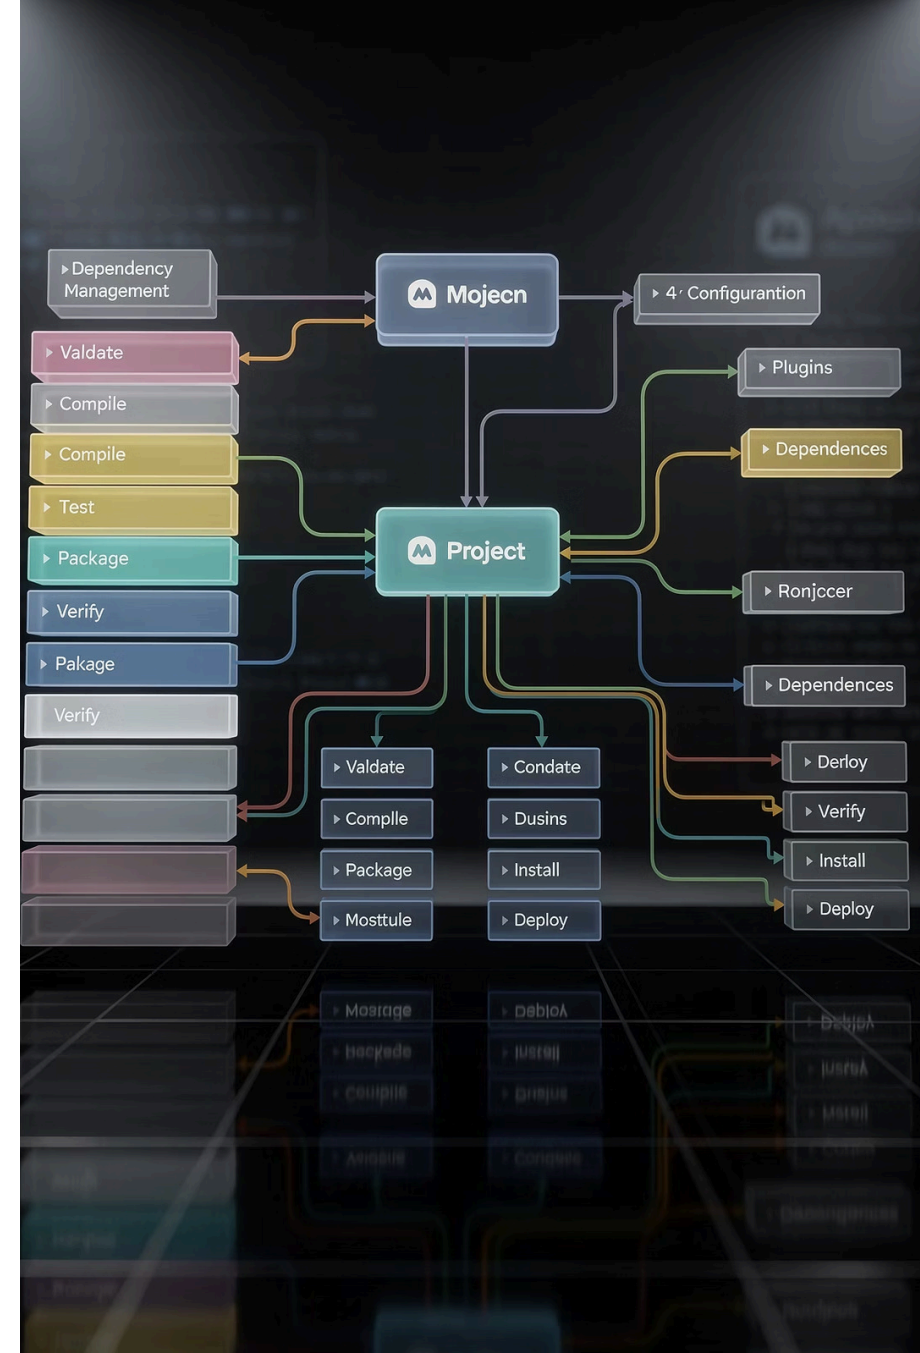 Dependency
Management
Mojecn
4 Configurantion
Valdate
Compile
Compile
Test
Package
Verify
Pakage
Verify
Project
Plugins
Dependences
Ronjccer
Dependences
Valdate
Complle
Package
Mosttule
Condate
Dusins
Install
Deploy
Derloy
Verify
Install
Deploy